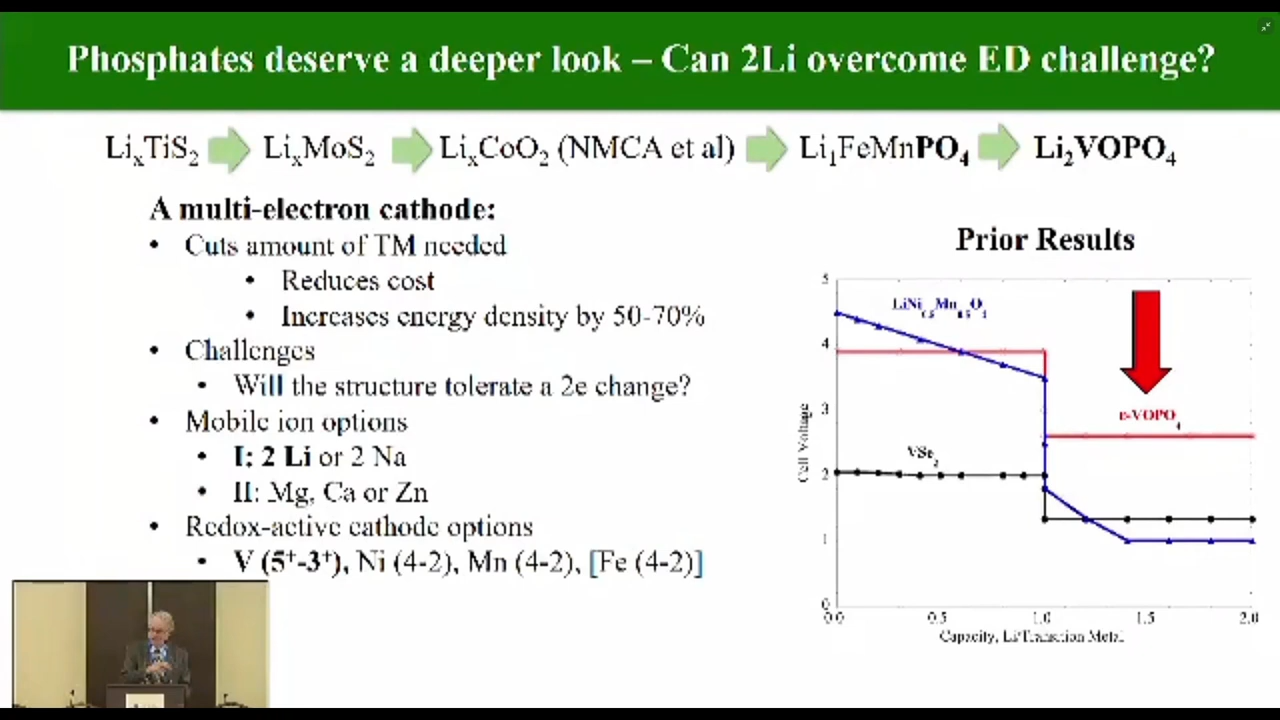 Phosphates deserve a deeper look – Can 2Li overcome ED challenge?
LiₓTiS₂ LiₓMoS₂ LiₓCoO₂ (NMCA et al) Li₁FeMnPO₄ Li₂VOPO₄
A multi-electron cathode:
• Cuts amount of TM needed
• Reduces cost
• Increases energy density by 50-70%
• Challenges
• Will the structure tolerate a 2e change?
• Mobile ion options
• I: 2 Li or 2 Na
• II: Mg, Ca or Zn
• Redox-active cathode options
• V (5⁺-3⁺), Ni (4-2), Mn (4-2), [Fe (4-2)]
Prior Results
5
4
3
2
1
0
Cell Voltage
LiNi₀.₅Mn₀.₅O₂
ε-VOPO₄
VSe₂
0.0 0.5 1.0 1.5 2.0
Capacity, Li/Transition Metal